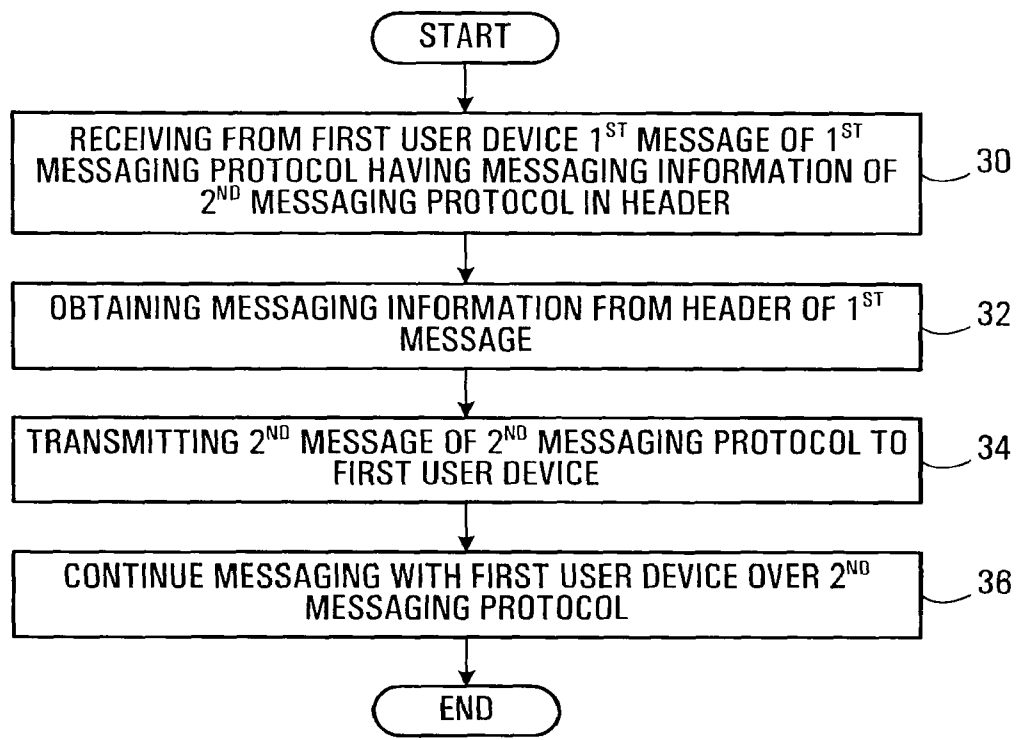 START
RECEIVING FROM FIRST USER DEVICE 1ST MESSAGE OF 1ST
MESSAGING PROTOCOL HAVING MESSAGING INFORMATION OF
2ND MESSAGING PROTOCOL IN HEADER
30
OBTAINING MESSAGING INFORMATION FROM HEADER OF 1ST
MESSAGE
32
TRANSMITTING 2ND MESSAGE OF 2ND MESSAGING PROTOCOL TO
FIRST USER DEVICE
34
CONTINUE MESSAGING WITH FIRST USER DEVICE OVER 2ND
MESSAGING PROTOCOL
36
END